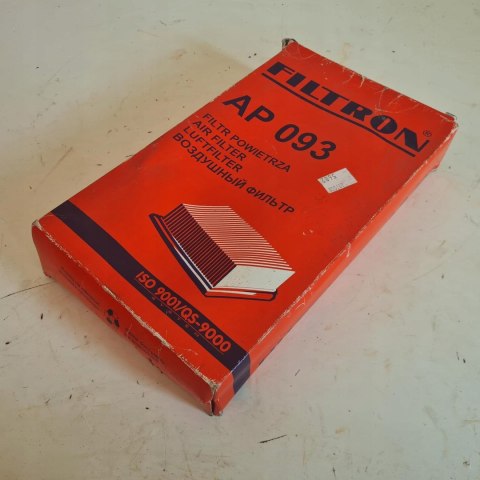 FILTRON®
AP 093
FILTR POWIETRZA
AIR FILTER
LUFTFILTER
ВОЗДУШНЫЙ ФИЛЬТР
ISO 9001/QS-9000